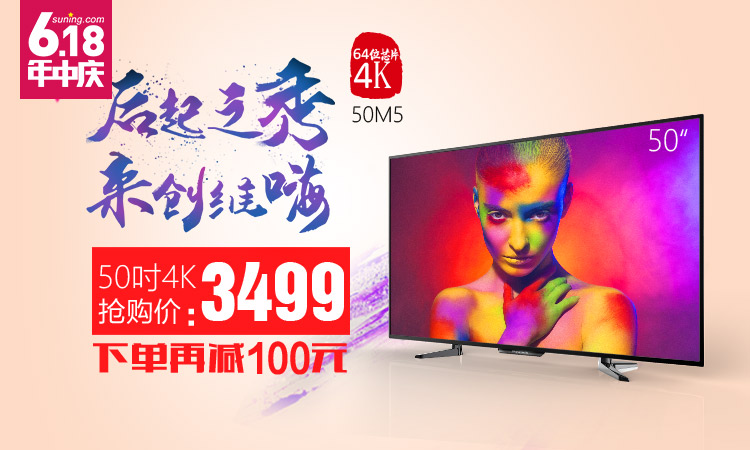 suning.com
6.18
年中庆
后起之秀
来创维嗨
64位芯片
4K
50M5
50"
50吋4K
抢购价:3499
下单再减100元